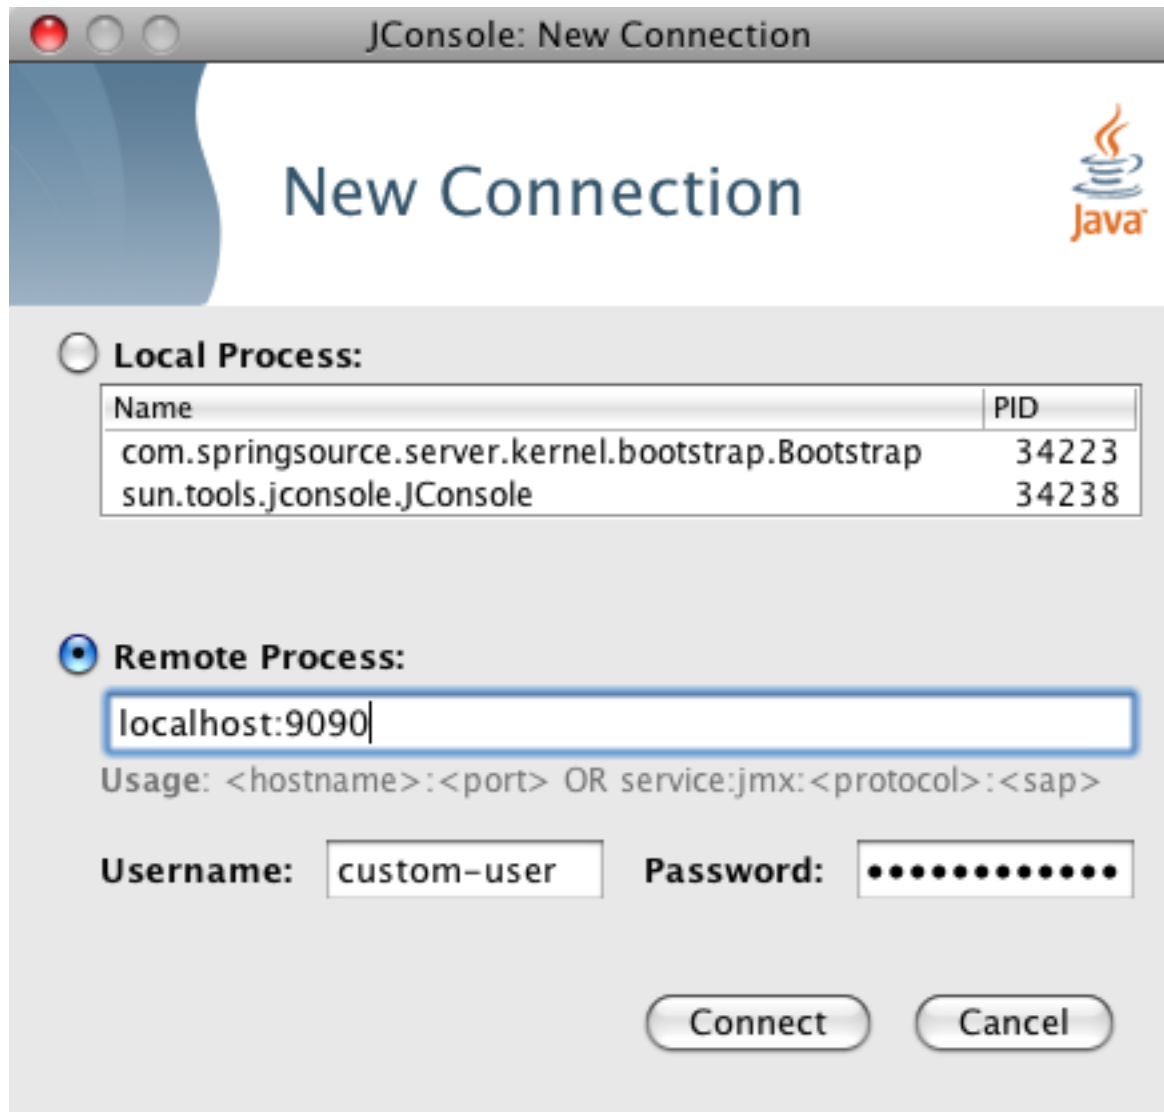 JConsole: New Connection
New Connection
Java
Local Process:
Name PID
com.springsource.server.kernel.bootstrap.Bootstrap 34223
sun.tools.jconsole.JConsole 34238
Remote Process:
localhost:9090
Usage: <hostname>:<port> OR service:jmx:<protocol>:<sap>
Username: custom-user Password: ••••••••••••
Connect Cancel